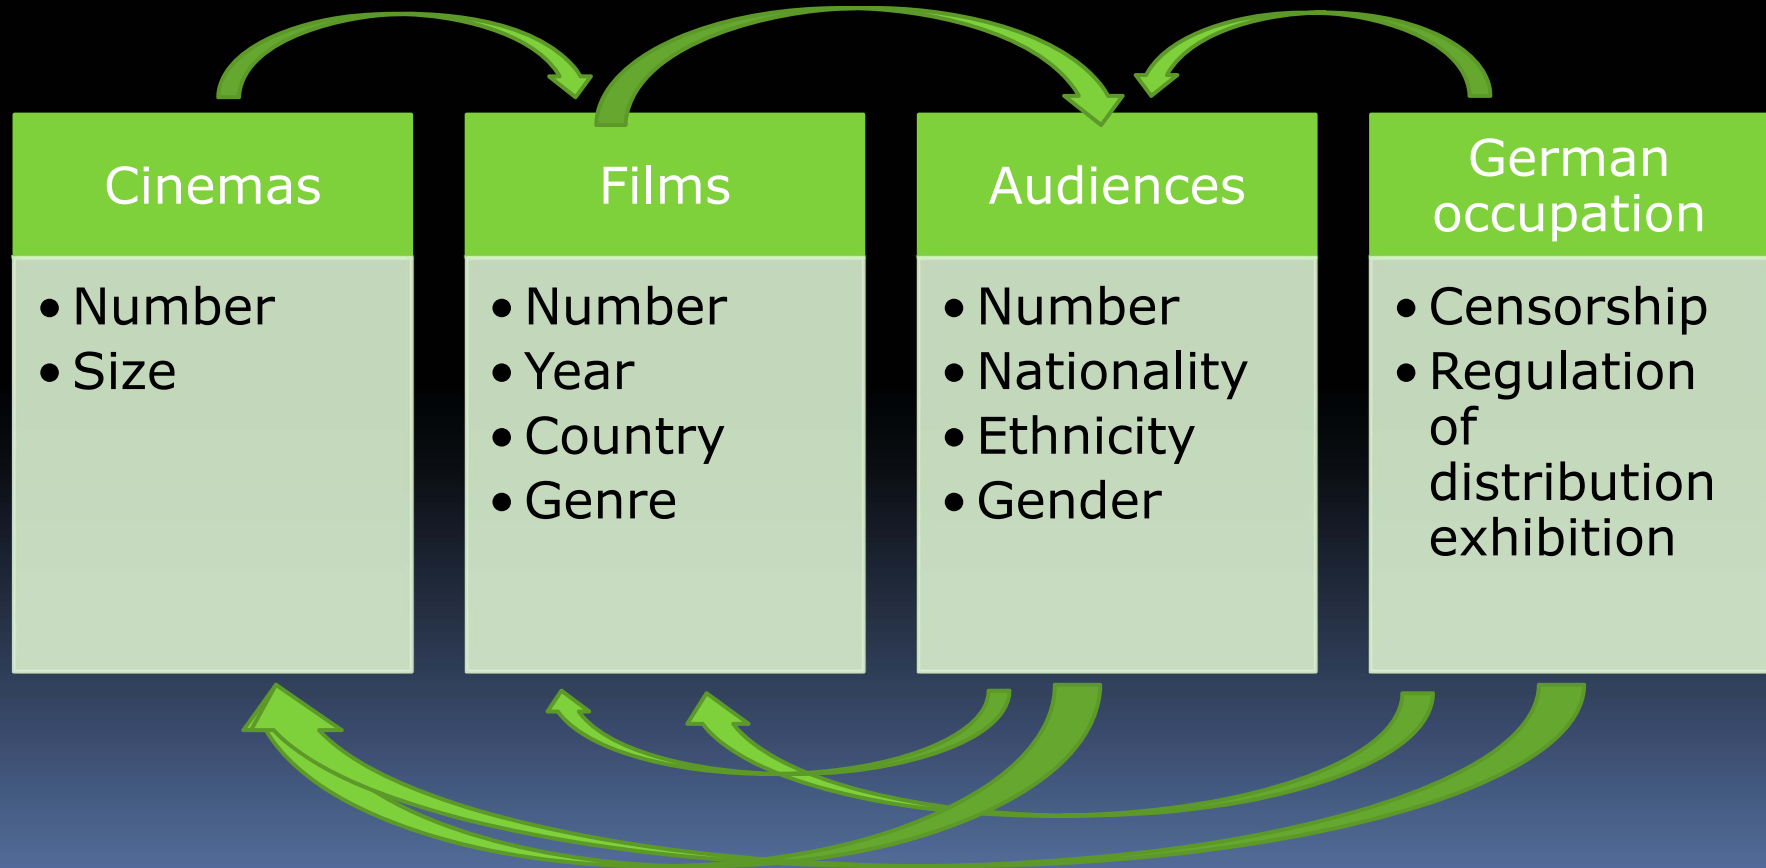 Cinemas
• Number
• Size
Films
• Number
• Year
• Country
• Genre
Audiences
• Number
• Nationality
• Ethnicity
• Gender
German
occupation
• Censorship
• Regulation
of
distribution
exhibition